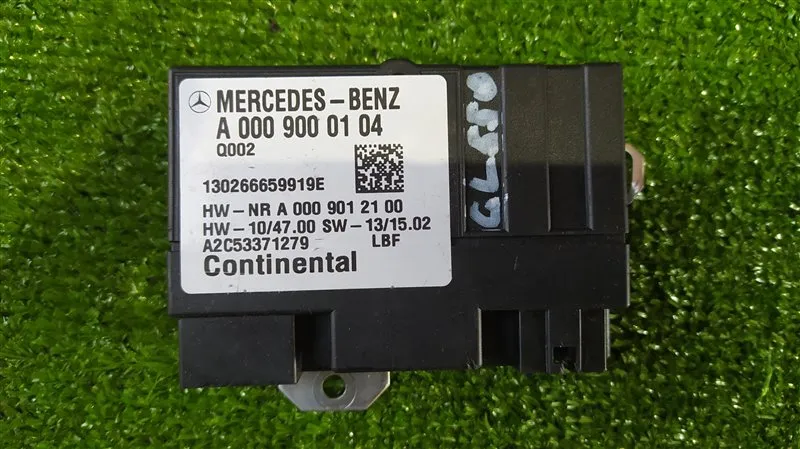 MERCEDES-BENZ
A 000 900 01 04
Q002
130266659919E
HW-NR A 000 901 21 00
HW-10/47.00 SW-13/15.02
A2C53371279 LBF
Continental
GL550